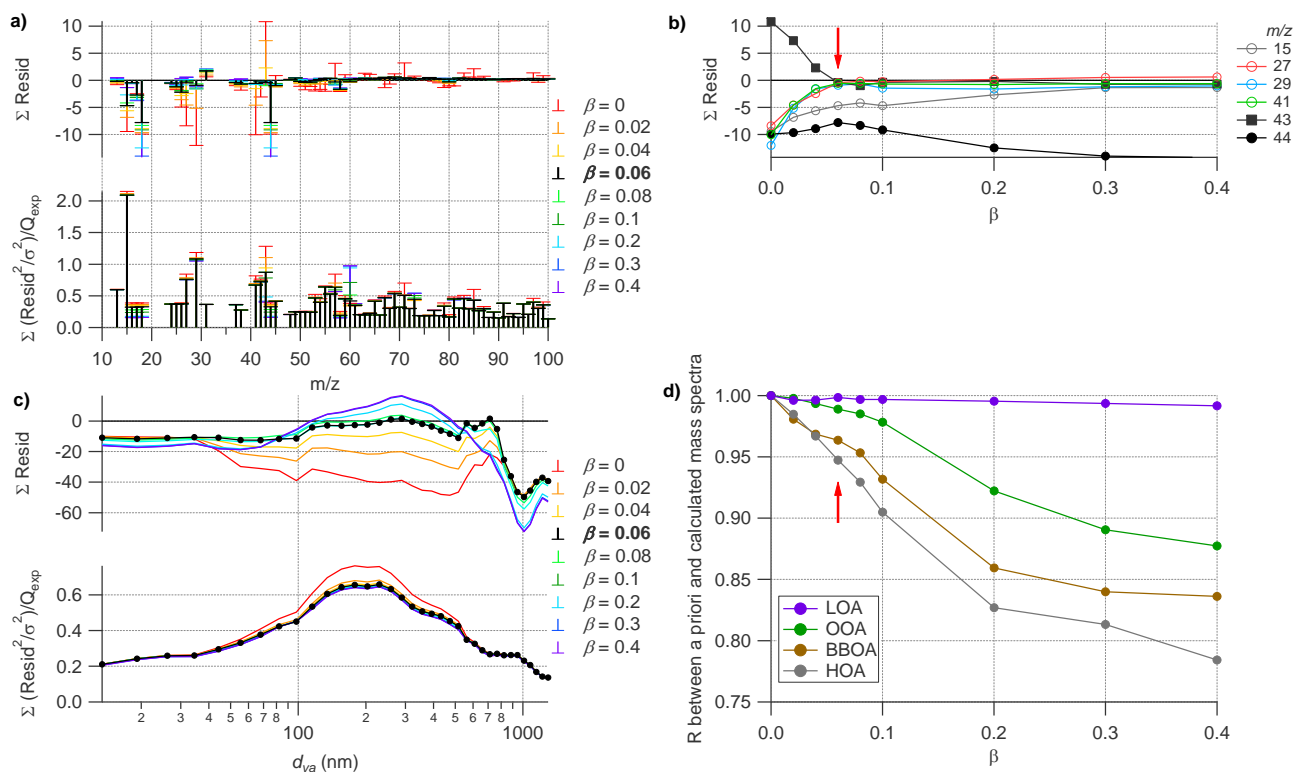 a)
10
5
0
-5
-10
Σ Resid
2.0
1.5
1.0
0.5
0.0
Σ (Resid²/σ²)/Q_exp
10 20 30 40 50 60 70 80 90 100
m/z
β = 0
β = 0.02
β = 0.04
β = 0.06
β = 0.08
β = 0.1
β = 0.2
β = 0.3
β = 0.4
b)
10
5
0
-5
-10
Σ Resid
0.0 0.1 0.2 0.3 0.4
β
m/z
15
27
29
41
43
44
c)
0
-20
-40
-60
Σ Resid
0.6
0.4
0.2
0.0
Σ (Resid²/σ²)/Q_exp
2 3 4 5 6 7 8 100 2 3 4 5 6 7 8 1000
d_va (nm)
β = 0
β = 0.02
β = 0.04
β = 0.06
β = 0.08
β = 0.1
β = 0.2
β = 0.3
β = 0.4
d)
1.00
0.95
0.90
0.85
0.80
0.75
R between a priori and calculated mass spectra
LOA
OOA
BBOA
HOA
0.0 0.1 0.2 0.3 0.4
β